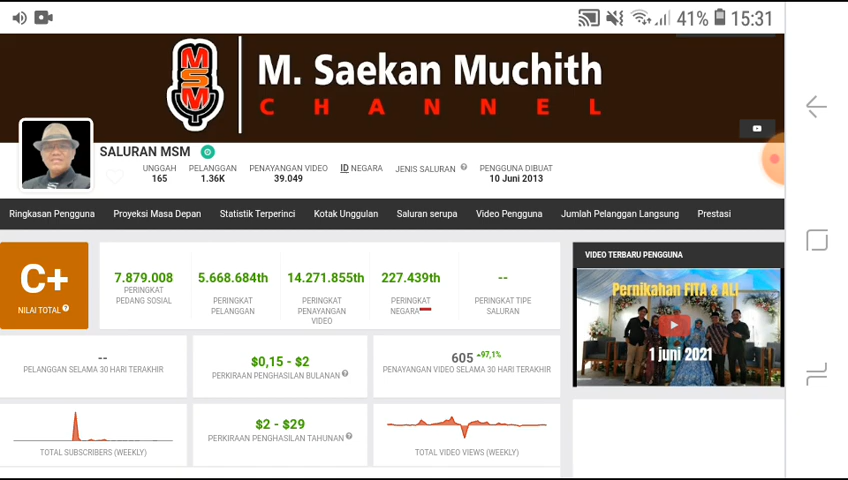 41% 15:31
MSM
M. Saekan Muchith
CHANNEL
SALURAN MSM
UNGGAH
165
PELANGGAN
1.36K
PENAYANGAN VIDEO
39.049
ID NEGARA
JENIS SALURAN
PENGGUNA DIBUAT
10 Juni 2013
Ringkasan Pengguna Proyeksi Masa Depan Statistik Terperinci Kotak Unggulan Saluran serupa Video Pengguna Jumlah Pelanggan Langsung Prestasi
C+
NILAI TOTAL
7.879.008
PERINGKAT
PEDANG SOSIAL
5.668.684th
PERINGKAT
PELANGGAN
14.271.855th
PERINGKAT
PENAYANGAN
VIDEO
227.439th
PERINGKAT
NEGARA
--
PERINGKAT TIPE
SALURAN
VIDEO TERBARU PENGGUNA
Pernikahan FITA & ALI
1 juni 2021
--
PELANGGAN SELAMA 30 HARI TERAKHIR
$0,15 - $2
PERKIRAAN PENGHASILAN BULANAN
605 97,1%
PENAYANGAN VIDEO SELAMA 30 HARI TERAKHIR
TOTAL SUBSCRIBERS (WEEKLY)
$2 - $29
PERKIRAAN PENGHASILAN TAHUNAN
TOTAL VIDEO VIEWS (WEEKLY)